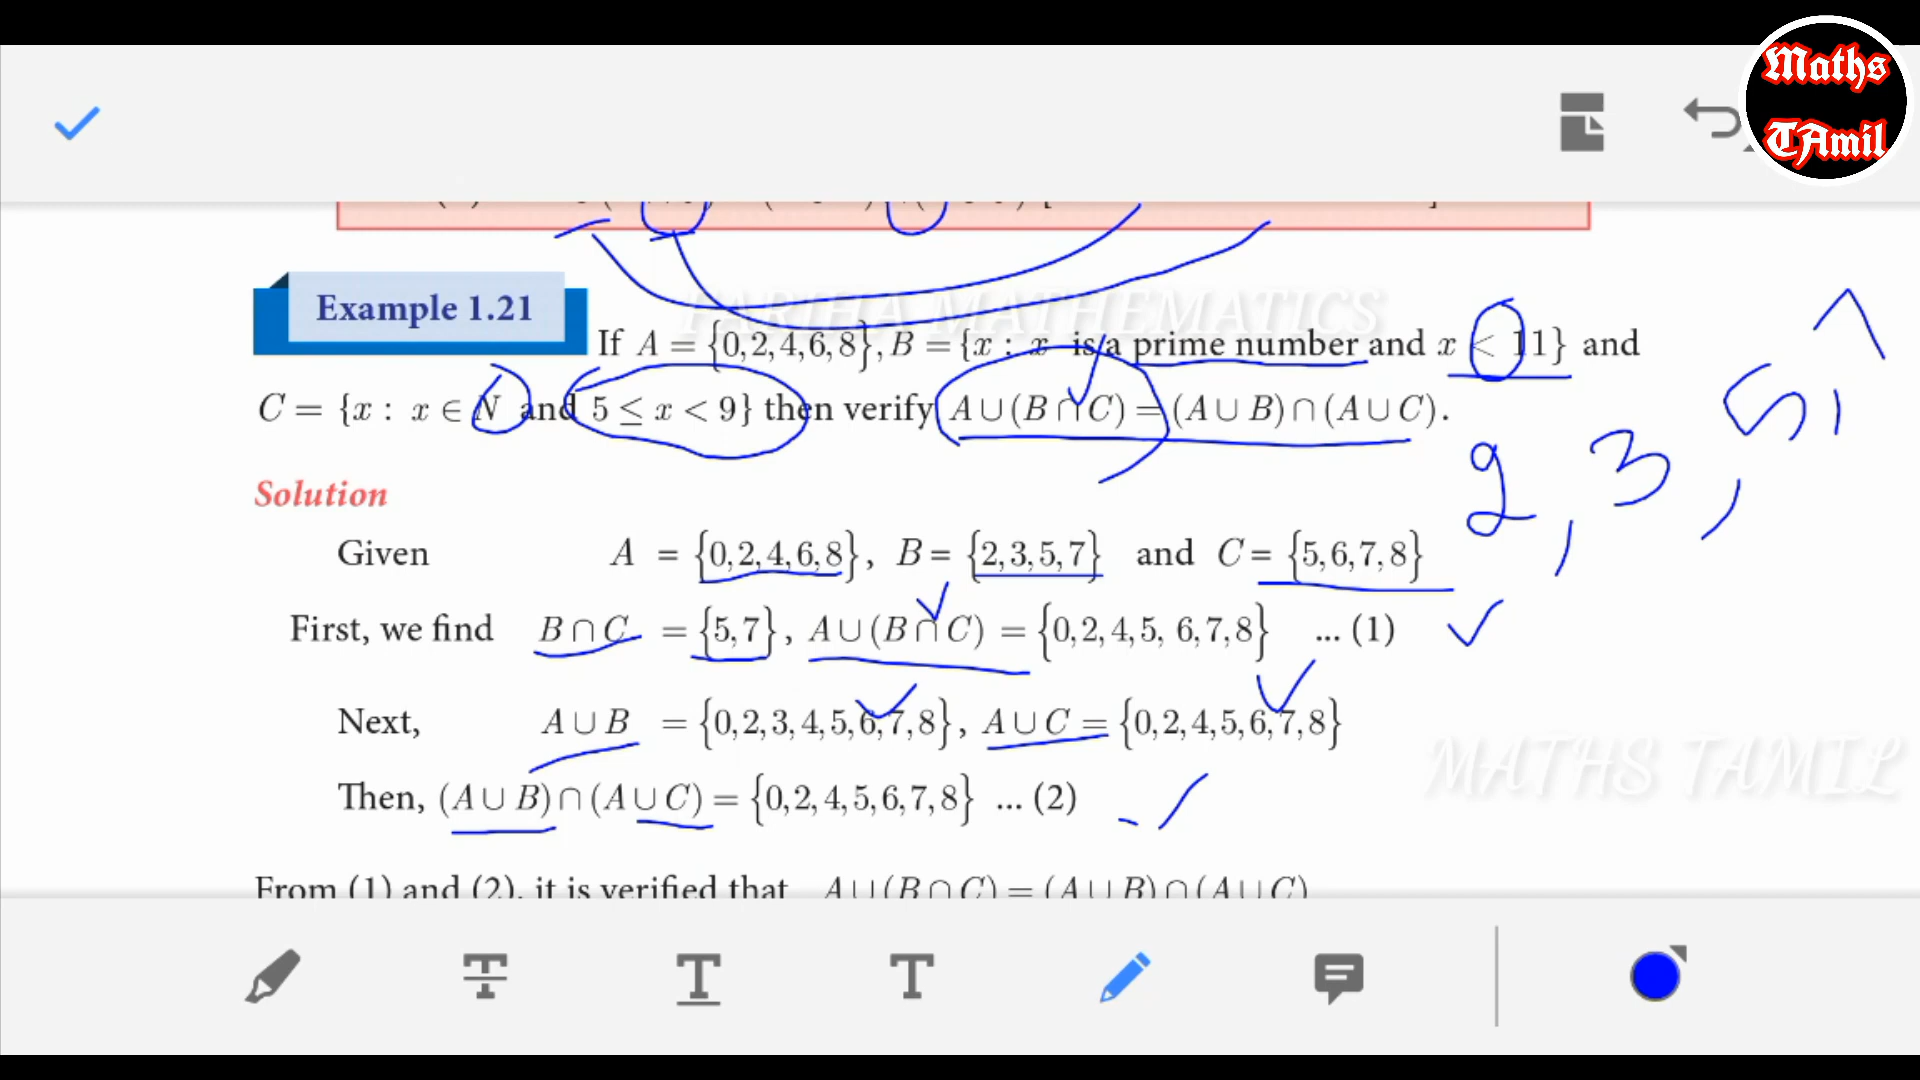 Maths
TAmil
FARIHA MATHEMATICS
Example 1.21
If A = {0,2,4,6,8}, B = {x : x is a prime number and x < 11} and
C = {x : x ∈ N and 5 ≤ x < 9} then verify A ∪ (B ∩ C) = (A ∪ B) ∩ (A ∪ C).
2, 3, 5, 7
Solution
Given A = {0,2,4,6,8}, B = {2,3,5,7} and C = {5,6,7,8}
First, we find B ∩ C = {5,7}, A ∪ (B ∩ C) = {0,2,4,5, 6,7,8} ... (1)
Next, A ∪ B = {0,2,3,4,5,6,7,8}, A ∪ C = {0,2,4,5,6,7,8}
MATHS TAMIL
Then, (A ∪ B) ∩ (A ∪ C) = {0,2,4,5,6,7,8} ... (2)
From (1) and (2), it is verified that A ∪ (B ∩ C) = (A ∪ B) ∩ (A ∪ C)